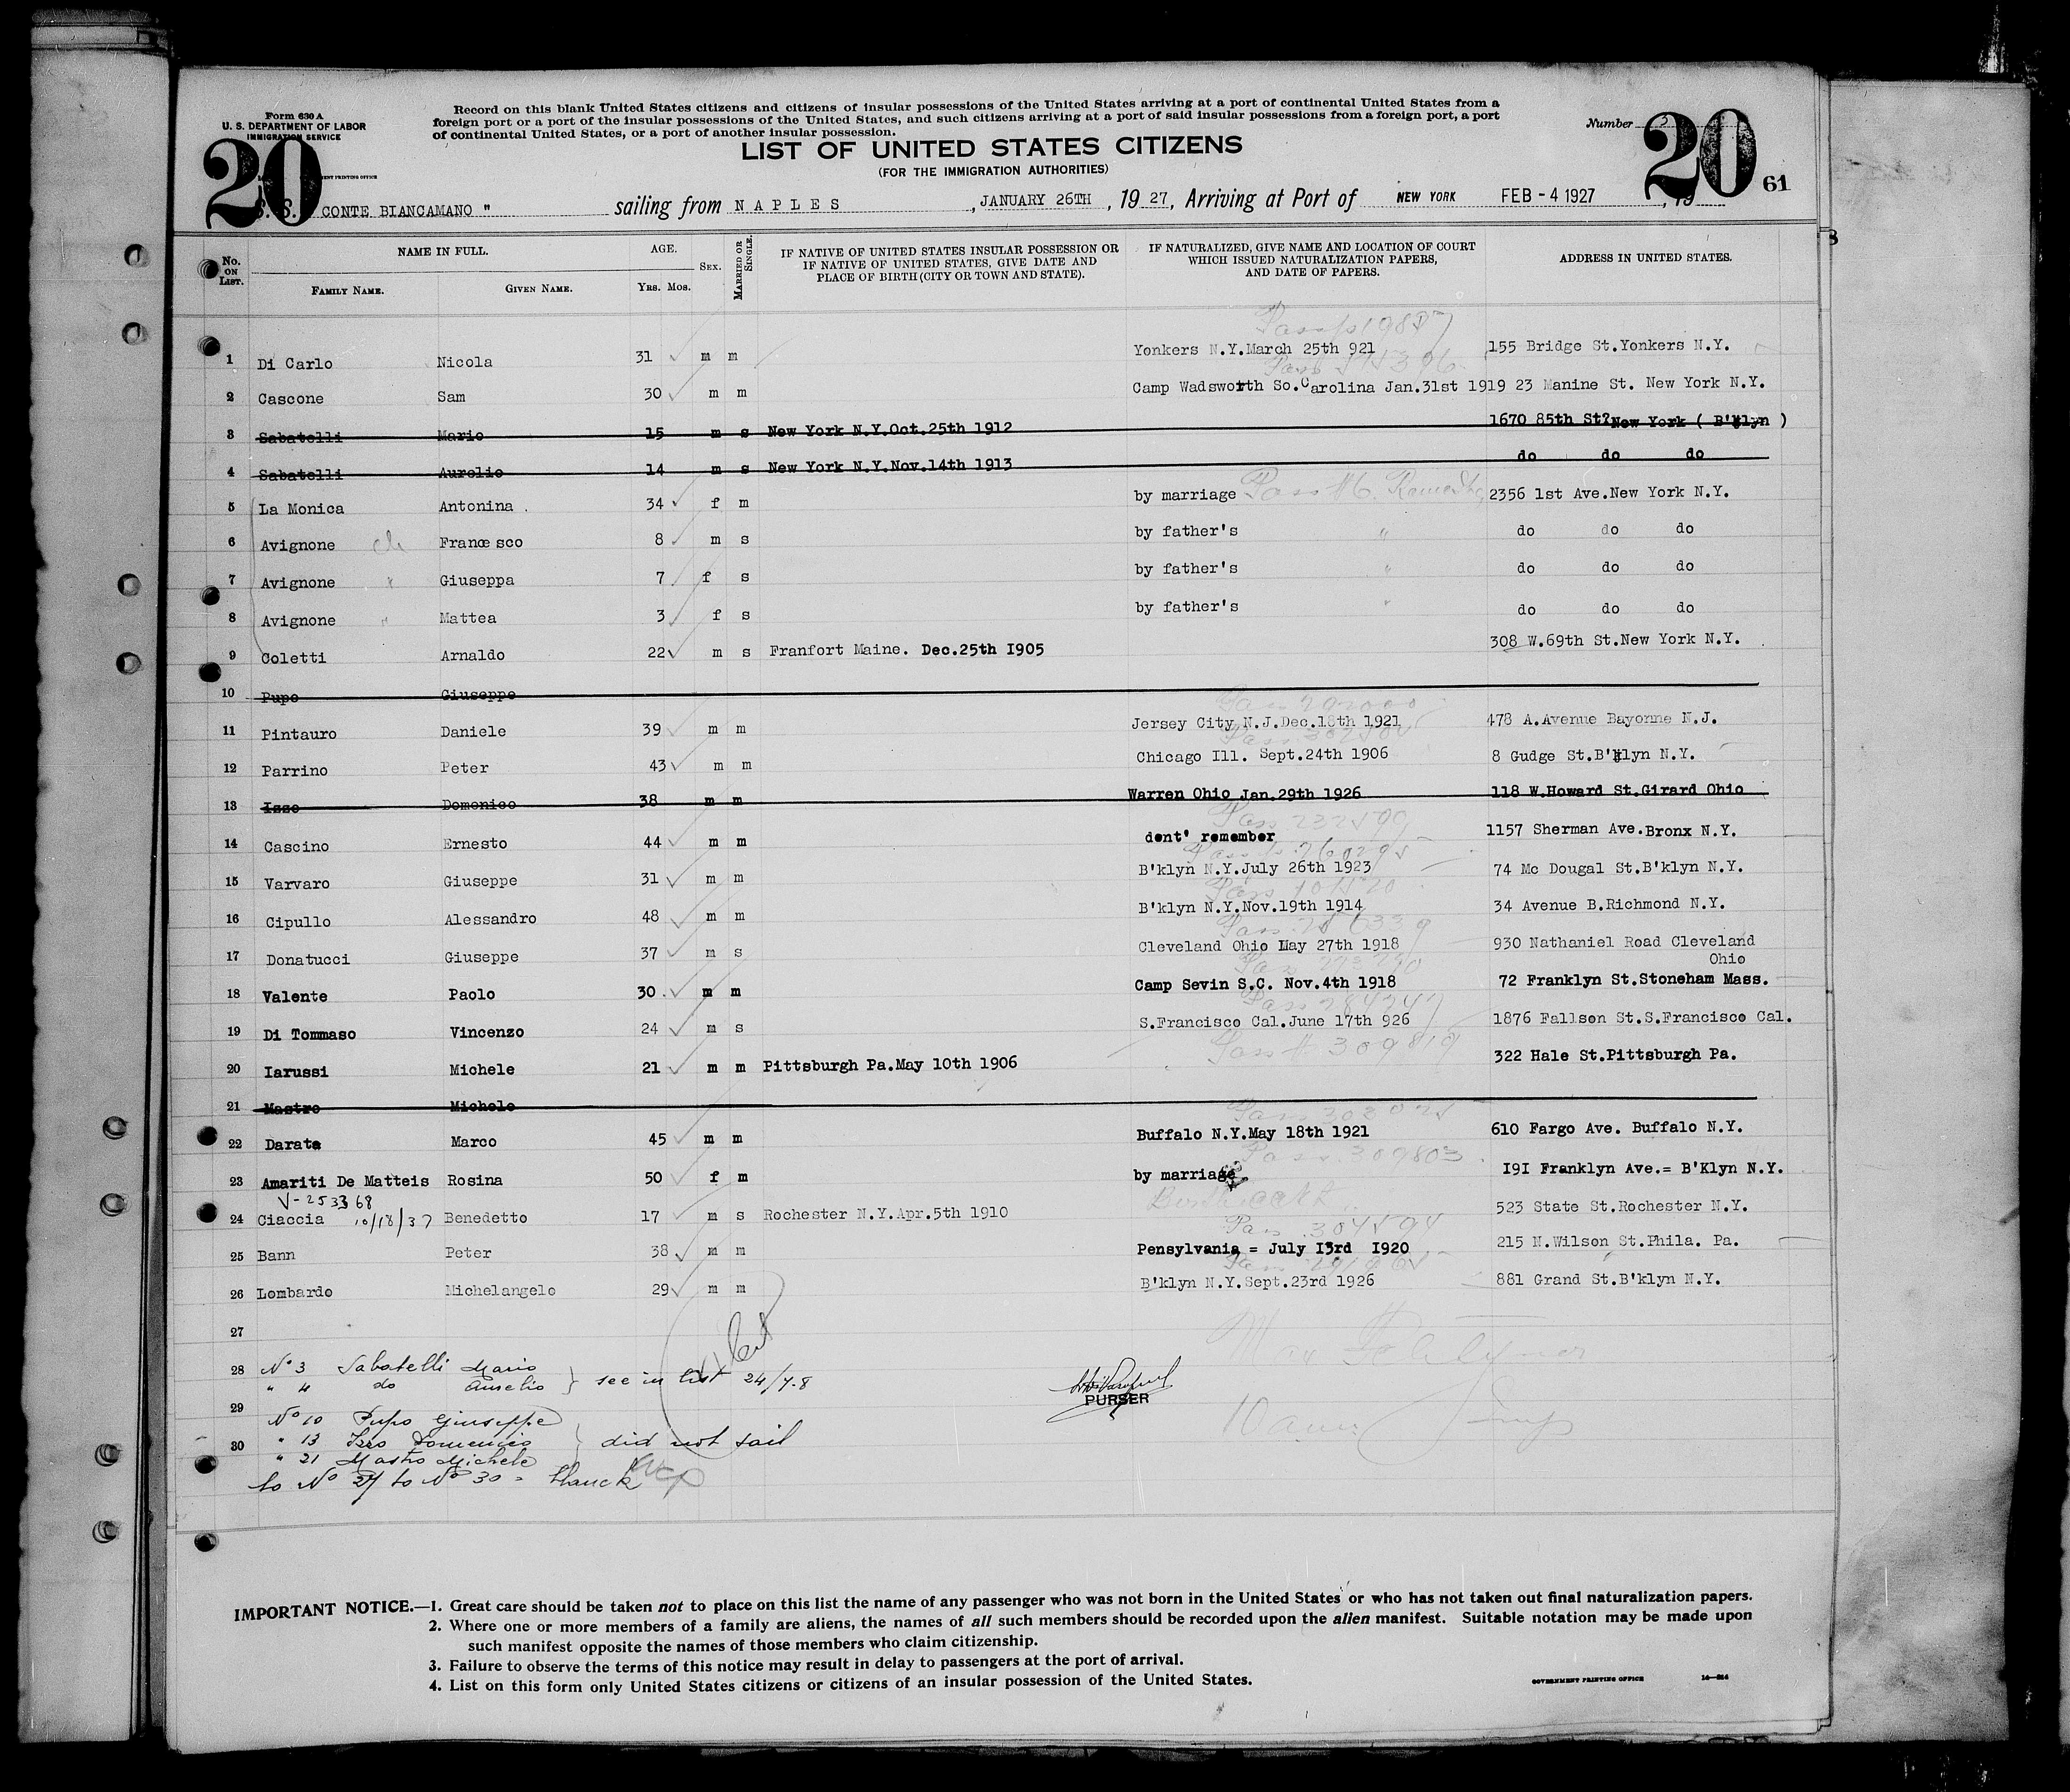 Form 630 A
U. S. DEPARTMENT OF LABOR
IMMIGRATION SERVICE
Record on this blank United States citizens and citizens of insular possessions of the United States arriving at a port of continental United States from a
foreign port or a port of the insular possessions of the United States, and such citizens arriving at a port of said insular possessions from a foreign port, a port
of continental United States, or a port of another insular possession.
Number 5
20
20
61
LIST OF UNITED STATES CITIZENS
(FOR THE IMMIGRATION AUTHORITIES)
S. S. CONTE BIANCAMANO " sailing from NAPLES, JANUARY 26TH, 1927, Arriving at Port of NEW YORK FEB - 4 1927, 19
No. ON LIST. NAME IN FULL. AGE. SEX. MARRIED OR SINGLE. IF NATIVE OF UNITED STATES INSULAR POSSESSION OR IF NATIVE OF UNITED STATES, GIVE DATE AND PLACE OF BIRTH (CITY OR TOWN AND STATE). IF NATURALIZED, GIVE NAME AND LOCATION OF COURT WHICH ISSUED NATURALIZATION PAPERS, AND DATE OF PAPERS. ADDRESS IN UNITED STATES.
FAMILY NAME. GIVEN NAME. YRS. MOS.
1 Di Carlo Nicola 31 m m Yonkers N.Y.March 25th 921 155 Bridge St.Yonkers N.Y.
2 Cascone Sam 30 m m Camp Wadsworth So.Carolina Jan.31st 1919 23 Manine St. New York N.Y.
3 Sabatelli Mario 15 m s New York N.Y.Oct.25th 1912 1670 85th St?New York ( B'klyn )
4 Sabatelli Aurelio 14 m s New York N.Y.Nov.14th 1913 do do do
5 La Monica Antonina 34 f m by marriage 2356 1st Ave.New York N.Y.
6 Avignone ch Francesco 8 m s by father's " do do do
7 Avignone " Giuseppa 7 f s by father's " do do do
8 Avignone " Mattea 3 f s by father's " do do do
9 Coletti Arnaldo 22 m s Franfort Maine. Dec.25th I905 308 W.69th St.New York N.Y.
10 Pupo Giuseppe
11 Pintauro Daniele 39 m m Jersey City N.J.Dec.18th 1921 478 A.Avenue Bayonne N.J.
12 Parrino Peter 43 m m Chicago Ill. Sept.24th 1906 8 Gudge St.B'klyn N.Y.
13 Izzo Domenico 38 m m Warren Ohio Jan.29th 1926 118 W.Howard St.Girard Ohio
14 Cascino Ernesto 44 m m dont' remember 1157 Sherman Ave.Bronx N.Y.
15 Varvaro Giuseppe 31 m m B'klyn N.Y.July 26th 1923 74 Mc Dougal St.B'klyn N.Y.
16 Cipullo Alessandro 48 m m B'klyn N.Y.Nov.19th 1914 34 Avenue B.Richmond N.Y.
17 Donatucci Giuseppe 37 m s Cleveland Ohio May 27th 1918 930 Nathaniel Road Cleveland
Ohio
18 Valente Paolo 30 m m Camp Sevin S.C. Nov.4th 1918 72 Franklyn St.Stoneham Mass.
19 Di Tommaso Vincenzo 24 m s S.Francisco Cal.June 17th 926 1876 Fallson St.S.Francisco Cal.
20 Iarussi Michele 21 m m Pittsburgh Pa.May 10th 1906 322 Hale St.Pittsburgh Pa.
Pass # 309819
21 Mastro Michele
22 Darata Marco 45 m m Buffalo N.Y.May 18th 1921 610 Fargo Ave. Buffalo N.Y.
Pass. 309803
23 Amariti De Matteis Rosina 50 f m by marriage I9I Franklyn Ave.= B'Klyn N.Y.
V-253368
24 Ciaccia 10/18/37 Benedetto 17 m s Rochester N.Y.Apr.5th 1910 523 State St.Rochester N.Y.
25 Bann Peter 38 m m Pensylvania = July I3rd I920 215 N.Wilson St.Phila. Pa.
26 Lombardo Michelangelo 29 m m B'klyn N.Y.Sept.23rd 1926 881 Grand St.B'klyn N.Y.
27
28 No 3 Sabatelli Mario
" 4 do Aurelio } see in list 24/7-8
PURSER
29
No 10 Pupo Giuseppe
30 " 13 Izzo Domenico } did not sail
" 21 Mastro Michele
to No 27 to No 30 = blanck
IMPORTANT NOTICE.—1. Great care should be taken not to place on this list the name of any passenger who was not born in the United States or who has not taken out final naturalization papers.
2. Where one or more members of a family are aliens, the names of all such members should be recorded upon the alien manifest. Suitable notation may be made upon
such manifest opposite the names of those members who claim citizenship.
3. Failure to observe the terms of this notice may result in delay to passengers at the port of arrival.
4. List on this form only United States citizens or citizens of an insular possession of the United States.
GOVERNMENT PRINTING OFFICE